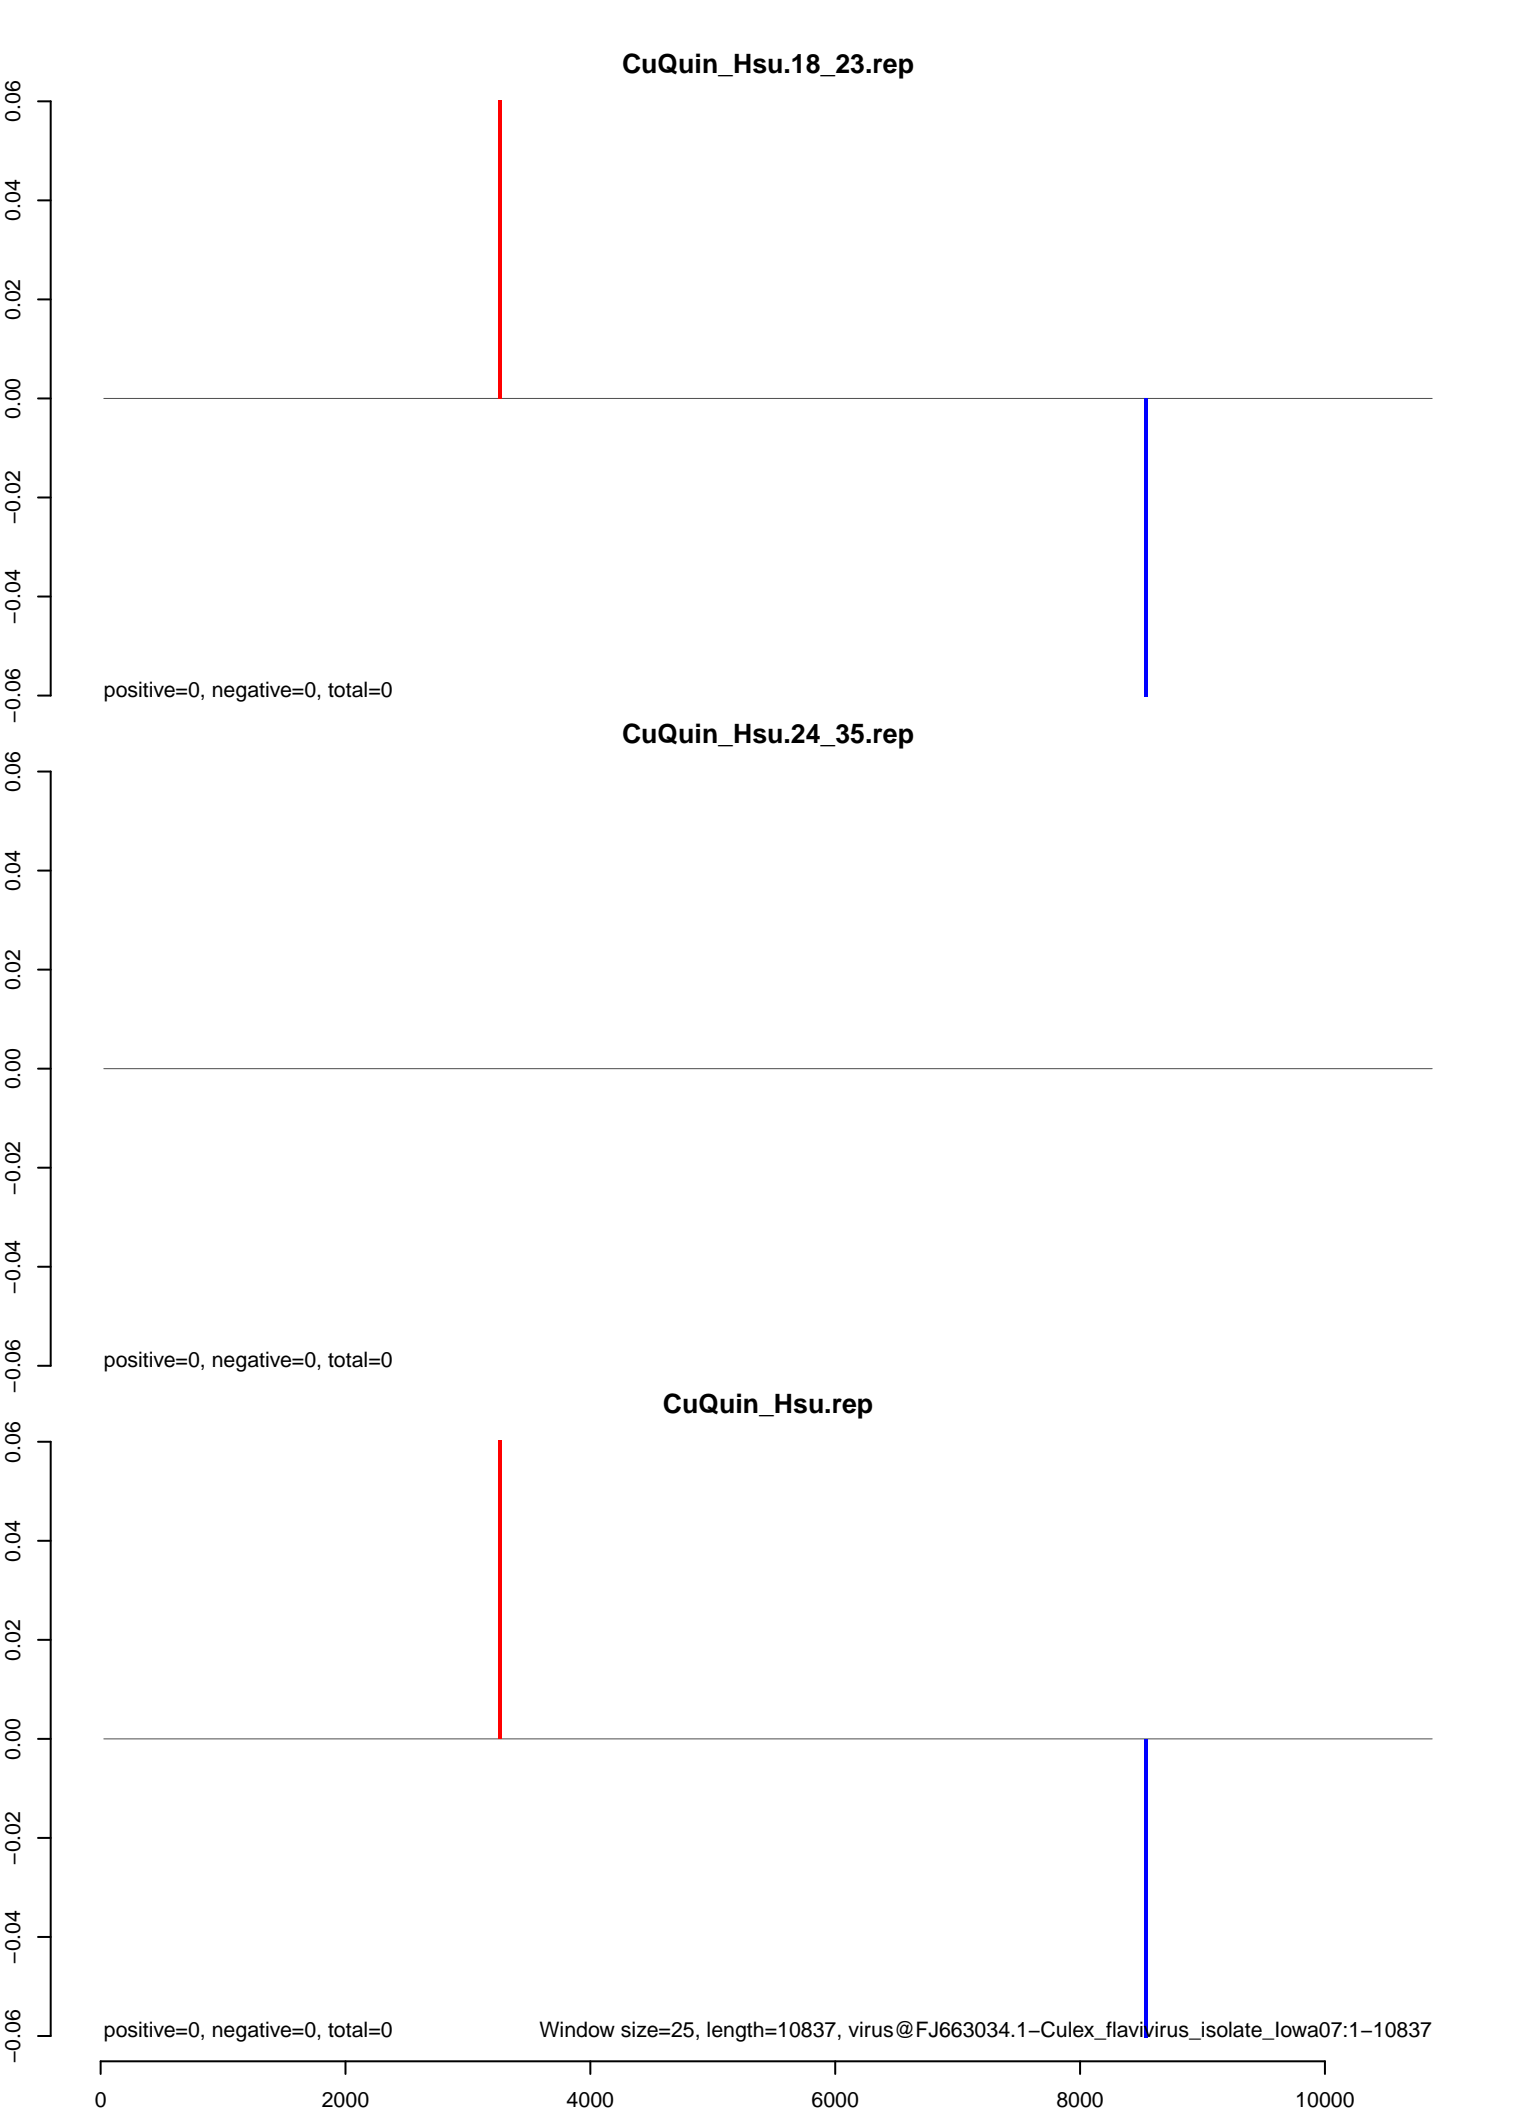 CuQuin_Hsu.18_23.rep
0.06
0.04
0.02
0.00
−0.02
−0.04
−0.06
positive=0, negative=0, total=0
CuQuin_Hsu.24_35.rep
0.06
0.04
0.02
0.00
−0.02
−0.04
−0.06
positive=0, negative=0, total=0
CuQuin_Hsu.rep
0.06
0.04
0.02
0.00
−0.02
−0.04
−0.06
positive=0, negative=0, total=0
Window size=25, length=10837, virus@FJ663034.1−Culex_flavivirus_isolate_Iowa07:1−10837
0 2000 4000 6000 8000 10000